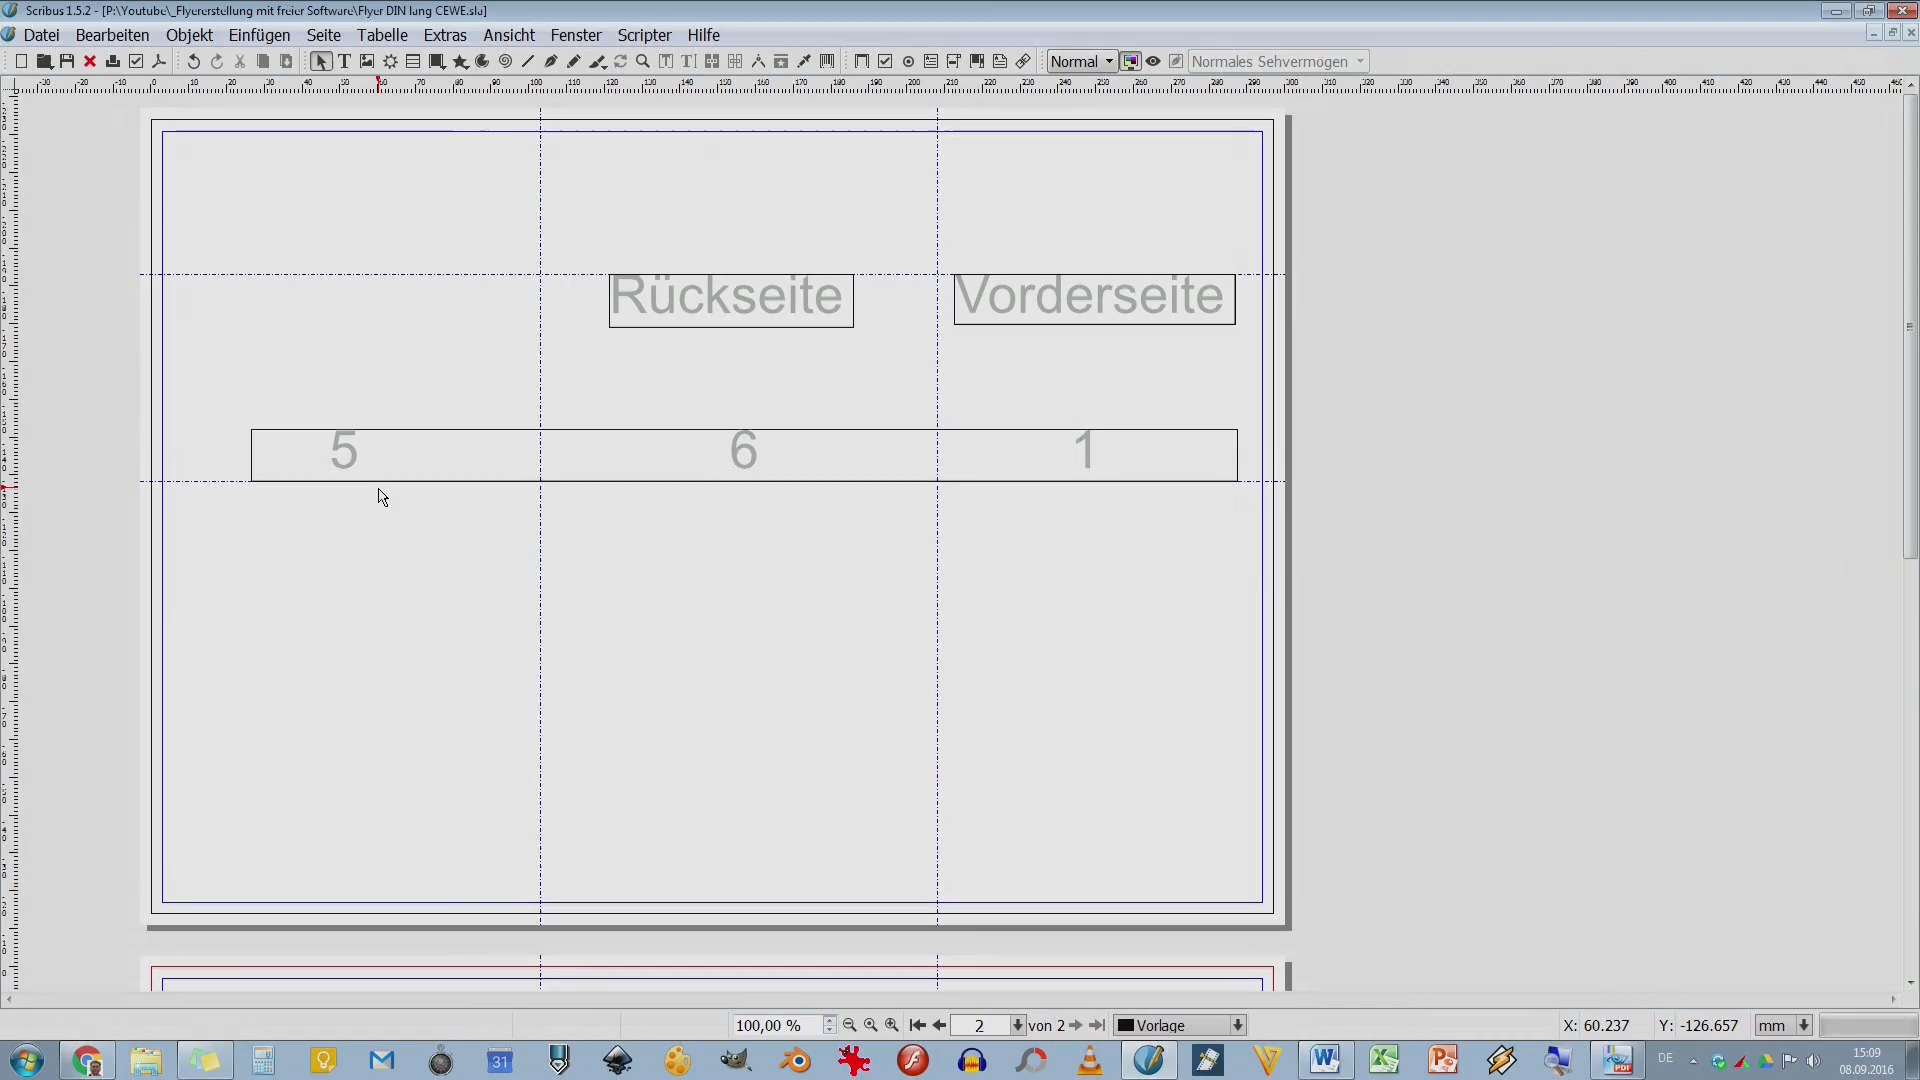 Scribus 1.5.2 - [P:\Youtube\_Flyererstellung mit freier Software\Flyer DIN lang CEWE.sla]
Datei Bearbeiten Objekt Einfügen Seite Tabelle Extras Ansicht Fenster Scripter Hilfe
Normal Normales Sehvermögen
Rückseite Vorderseite
5 6 1
100,00 % 2 von 2 Vorlage X: 60.237 Y: -126.657 mm
DE 15:09
08.09.2016